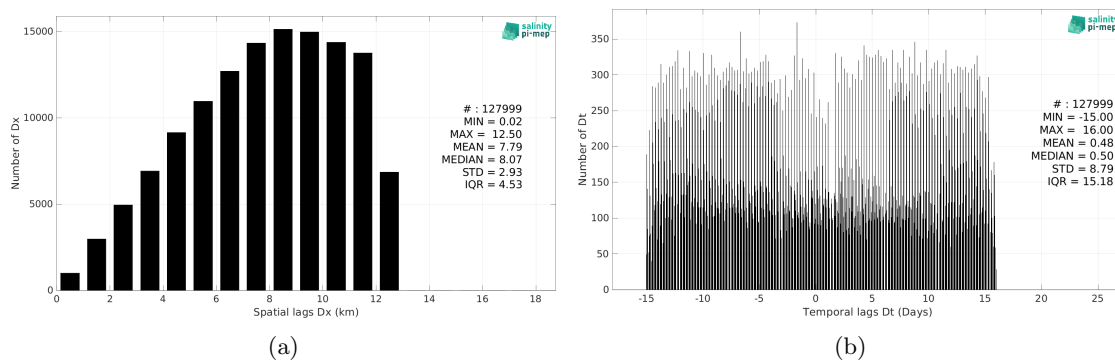 15000
10000
5000
0
Number of Dx
0 2 4 6 8 10 12 14 16 18
Spatial lags Dx (km)
salinity
pi-mep
# : 127999
MIN = 0.02
MAX = 12.50
MEAN = 7.79
MEDIAN = 8.07
STD = 2.93
IQR = 4.53
(a)
350
300
250
200
150
100
50
0
Number of Dt
-15 -10 -5 0 5 10 15 20 25
Temporal lags Dt (Days)
salinity
pi-mep
# : 127999
MIN = -15.00
MAX = 16.00
MEAN = 0.48
MEDIAN = 0.50
STD = 8.79
IQR = 15.18
(b)